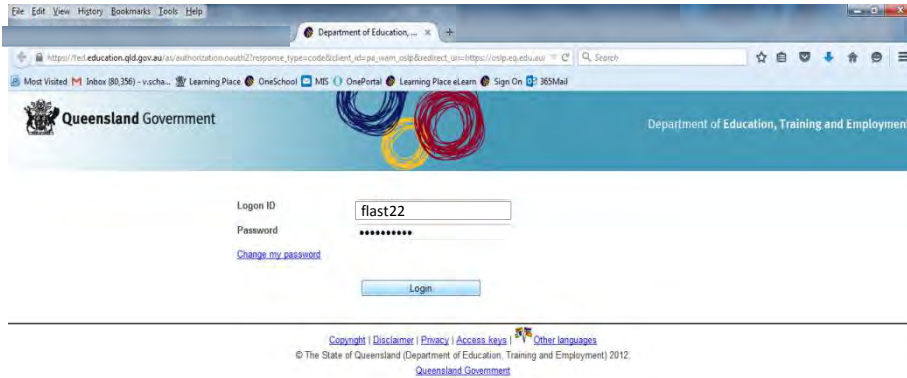 File Edit View History Bookmarks Tools Help
Department of Education, ... × +
https://fed.education.qld.gov.au/as/authorization.oauth2?response_type=code&client_id=pa_wam_oslp&redirect_uri=https://oslp.eq.edu.au Search
Most Visited Inbox (80,356) - v.scha... Learning Place OneSchool MIS OnePortal Learning Place eLearn Sign On 365Mail
Queensland Government
Department of Education, Training and Employment
Logon ID flast22
Password ••••••••••
Change my password
Login
Copyright | Disclaimer | Privacy | Access keys | Other languages
© The State of Queensland (Department of Education, Training and Employment) 2012.
Queensland Government